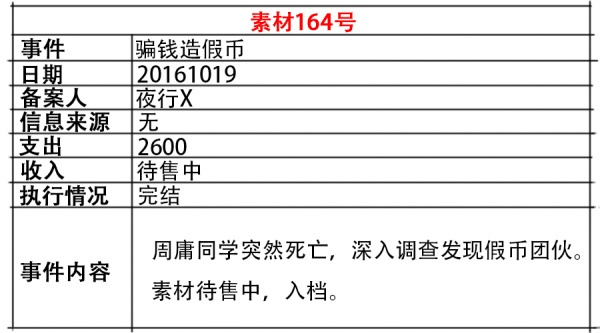 素材164号
事件 骗钱造假币
日期 20161019
备案人 夜行X
信息来源 无
支出 2600
收入 待售中
执行情况 完结
事件内容
周庸同学突然死亡，深入调查发现假币团伙。
素材待售中，入档。